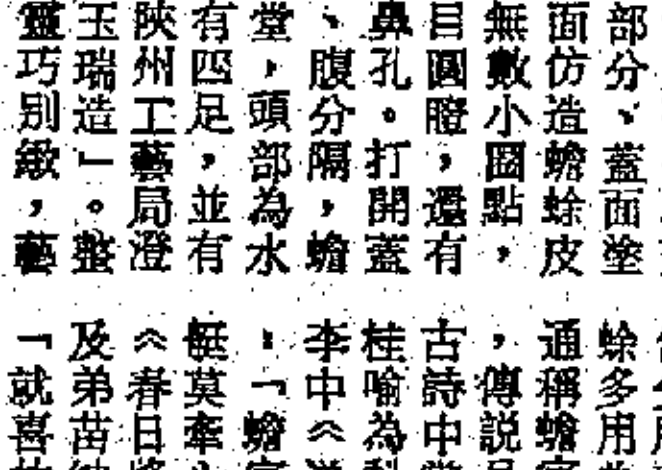 部分、蓋面塗
面仿造蟾蜍皮
無數小圈點，
目圓瞪，還有
鼻孔。打開蓋
、腹分隔，蟾
堂，頭部為水
有四足，並有
陝州工藝局澄
玉瑞造」。整
靈巧別緻，藝
蜍多用
通稱蟾
，傳説
古詩中
桂喻為
李中《
：「蟾
艇莫牽
《春日
及弟苗
「就喜